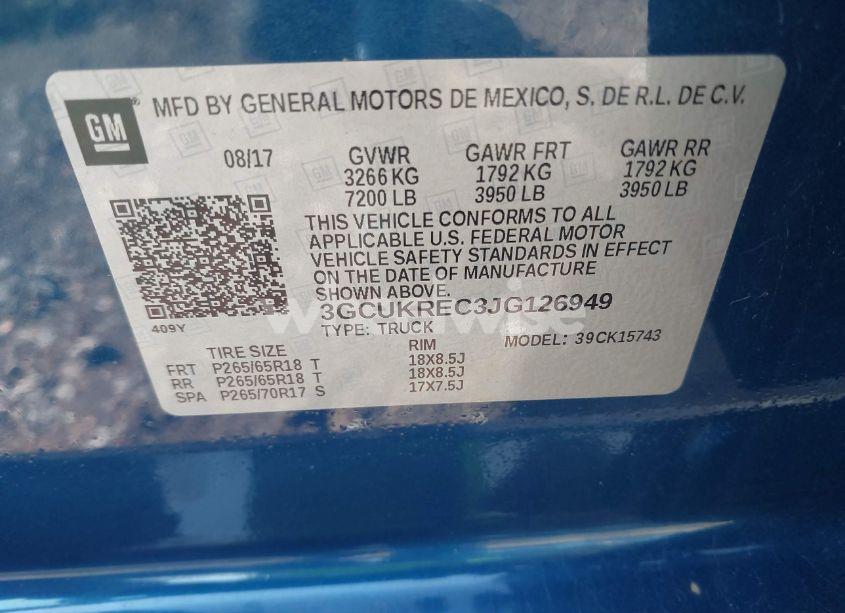 GM
MFD BY GENERAL MOTORS DE MEXICO, S. DE R.L. DE C.V.
08/17 GVWR GAWR FRT GAWR RR
3266 KG 1792 KG 1792 KG
7200 LB 3950 LB 3950 LB
THIS VEHICLE CONFORMS TO ALL
APPLICABLE U.S. FEDERAL MOTOR
VEHICLE SAFETY STANDARDS IN EFFECT
ON THE DATE OF MANUFACTURE
SHOWN ABOVE.
409Y 3GCUKREC3JG126949
TYPE: TRUCK MODEL: 39CK15743
TIRE SIZE RIM
FRT P265/65R18 T 18X8.5J
RR P265/65R18 T 18X8.5J
SPA P265/70R17 S 17X7.5J